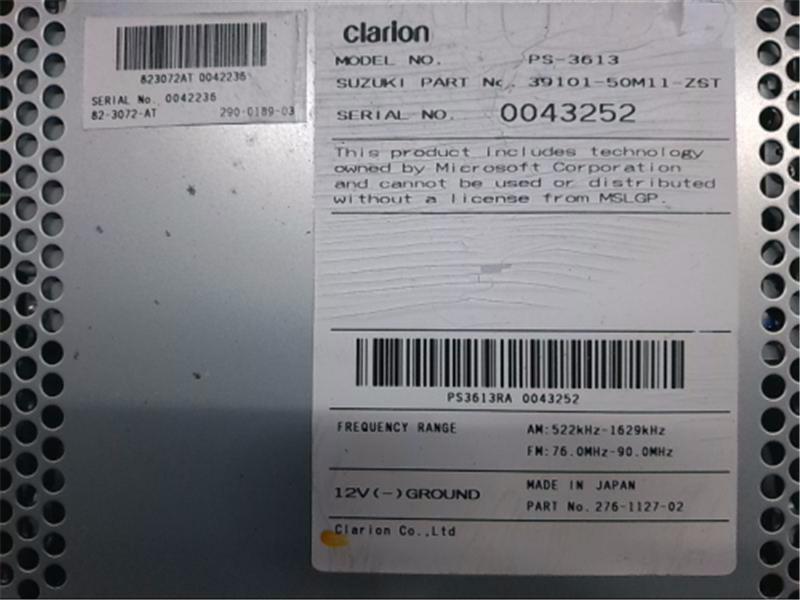 823072AT 0042236
SERIAL No. 0042236
82-3072-AT 290-0189-03
clarion
MODEL NO. PS-3613
SUZUKI PART No. 39101-50M11-ZST
SERIAL NO. 0043252
This product includes technology
owned by Microsoft Corporation
and cannot be used or distributed
without a license from MSLGP.
PS3613RA 0043252
FREQUENCY RANGE AM:522kHz-1629kHz
FM:76.0MHz-90.0MHz
12V(-)GROUND MADE IN JAPAN
PART No. 276-1127-02
Clarion Co.,Ltd